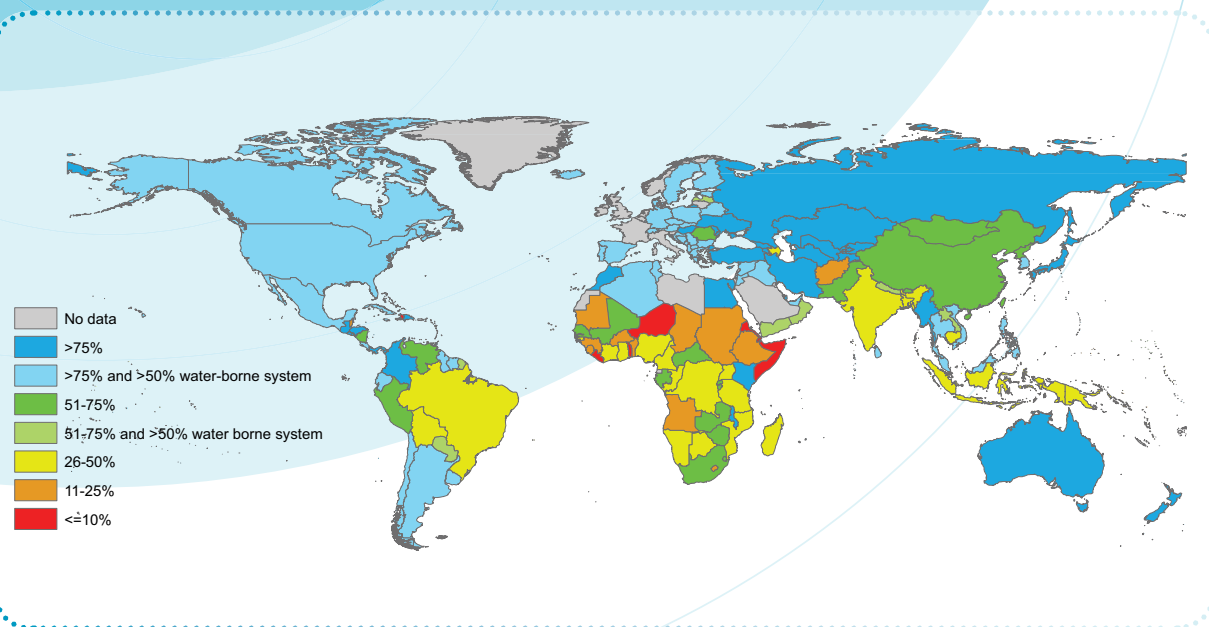 No data
>75%
>75% and >50% water-borne system
51-75%
51-75% and >50% water borne system
26-50%
11-25%
<=10%